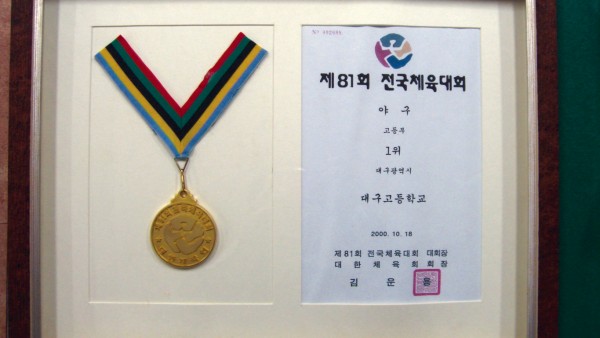 제81회 전국체육대회
야 구
고등부
1위
대구광역시
대구고등학교
2000. 10. 18
제81회 전국체육대회 대회장
대 한 체 육 회 회 장
김 운 용